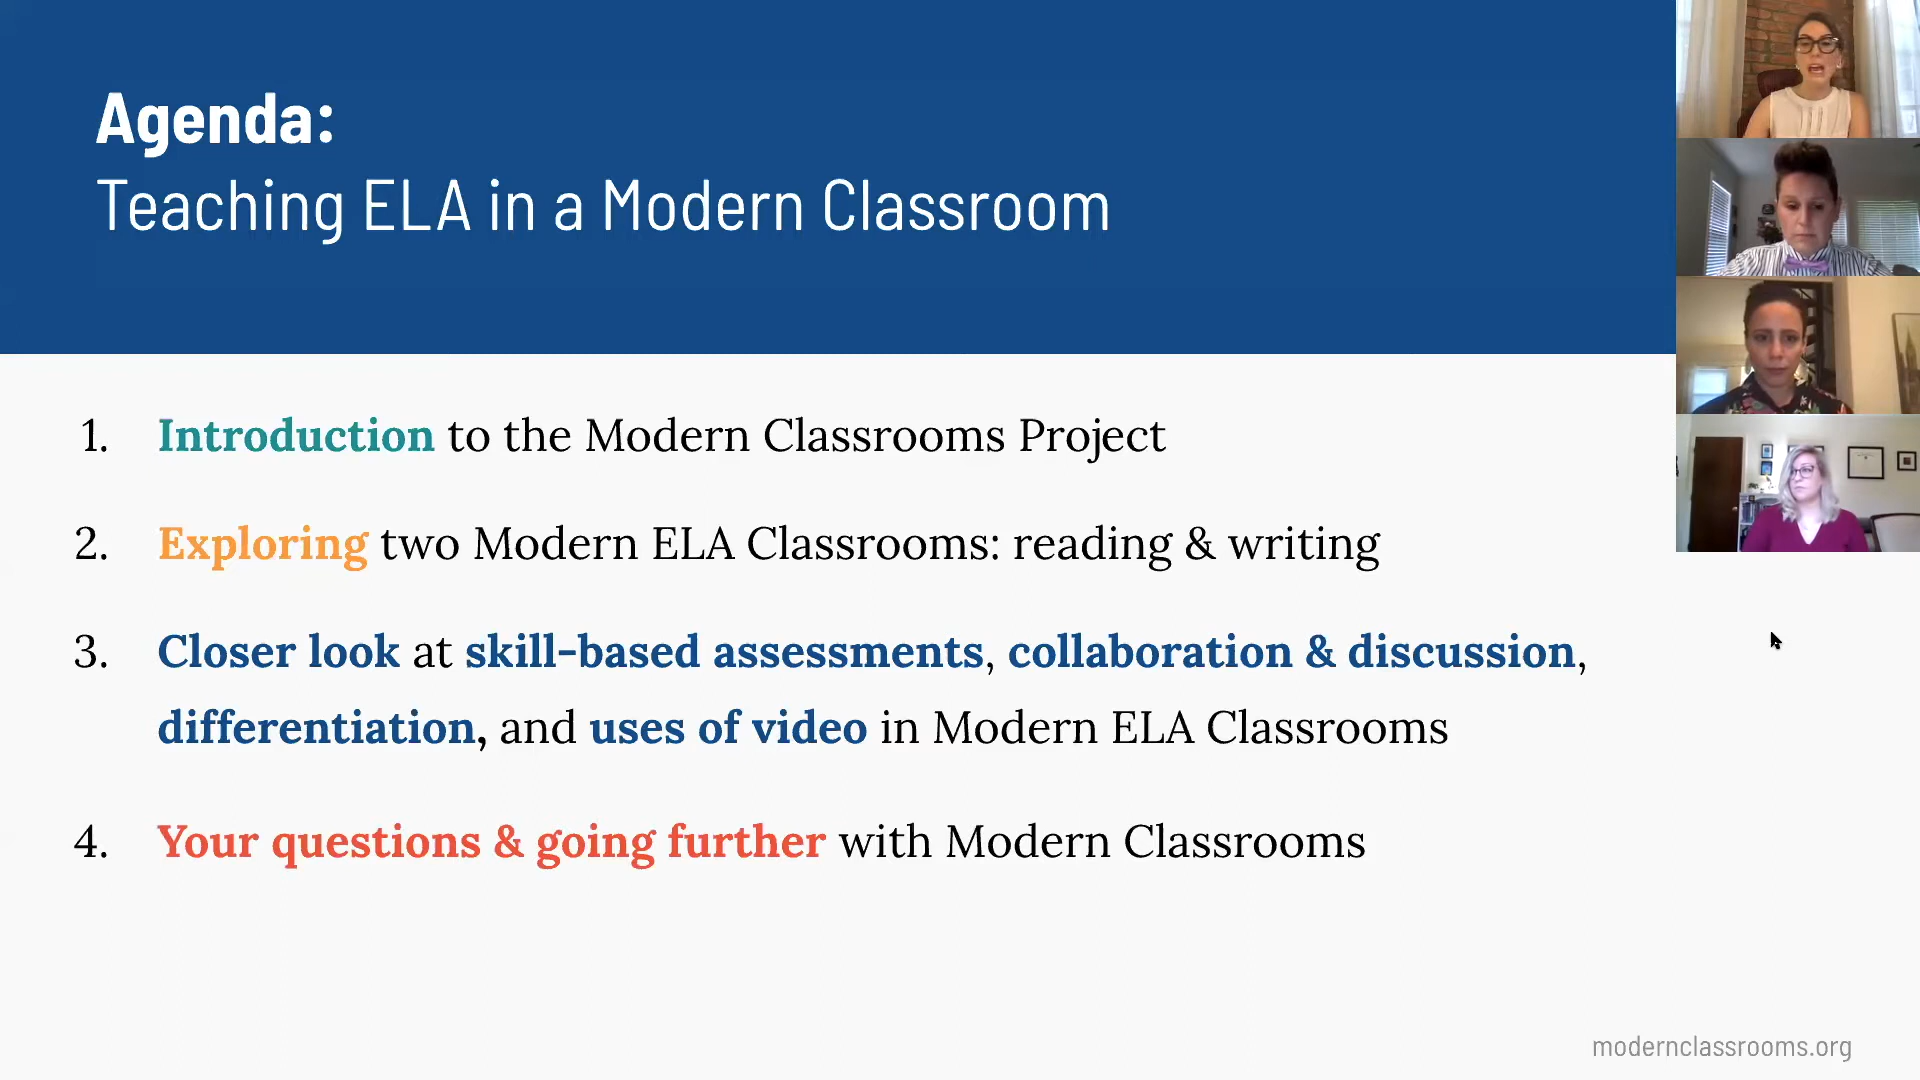 Agenda:
Teaching ELA in a Modern Classroom
1. Introduction to the Modern Classrooms Project
2. Exploring two Modern ELA Classrooms: reading & writing
3. Closer look at skill-based assessments, collaboration & discussion,
differentiation, and uses of video in Modern ELA Classrooms
4. Your questions & going further with Modern Classrooms
modernclassrooms.org